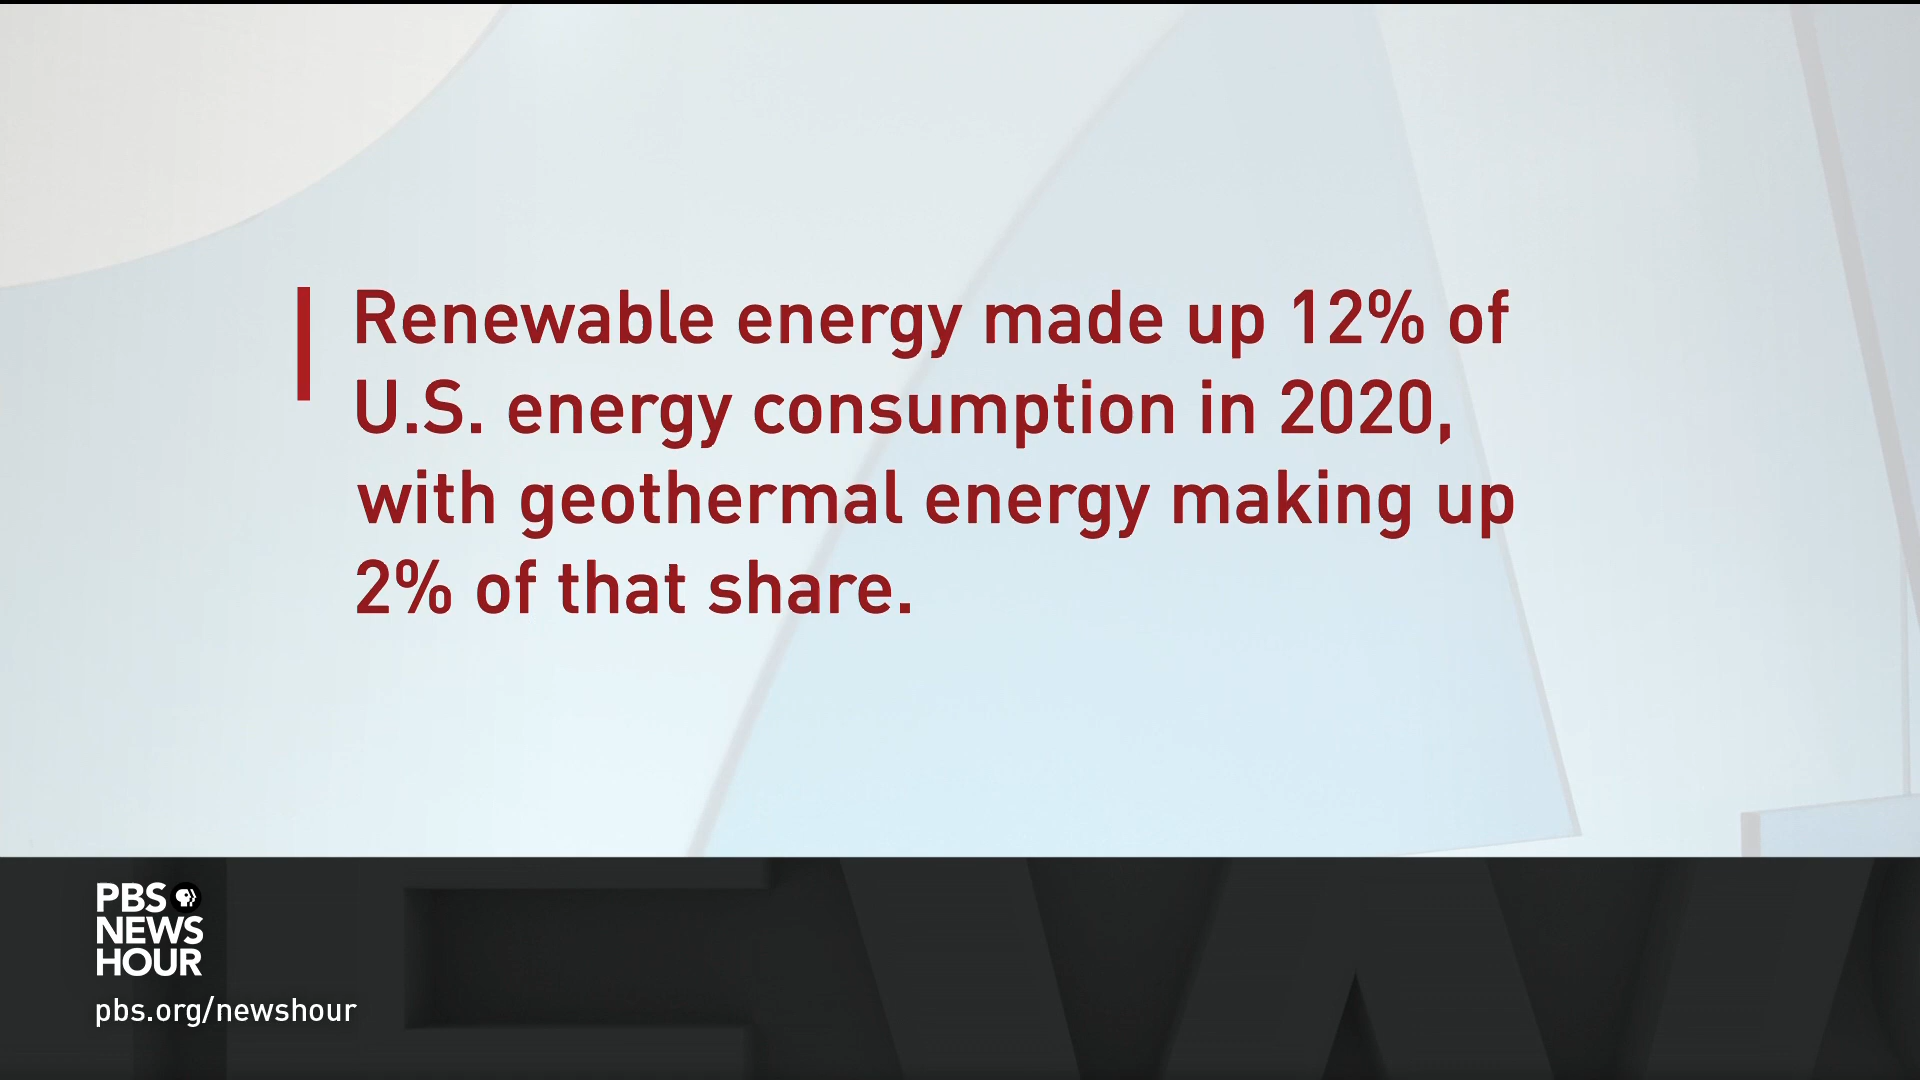 Renewable energy made up 12% of
U.S. energy consumption in 2020,
with geothermal energy making up
2% of that share.
PBS
NEWS
HOUR
pbs.org/newshour